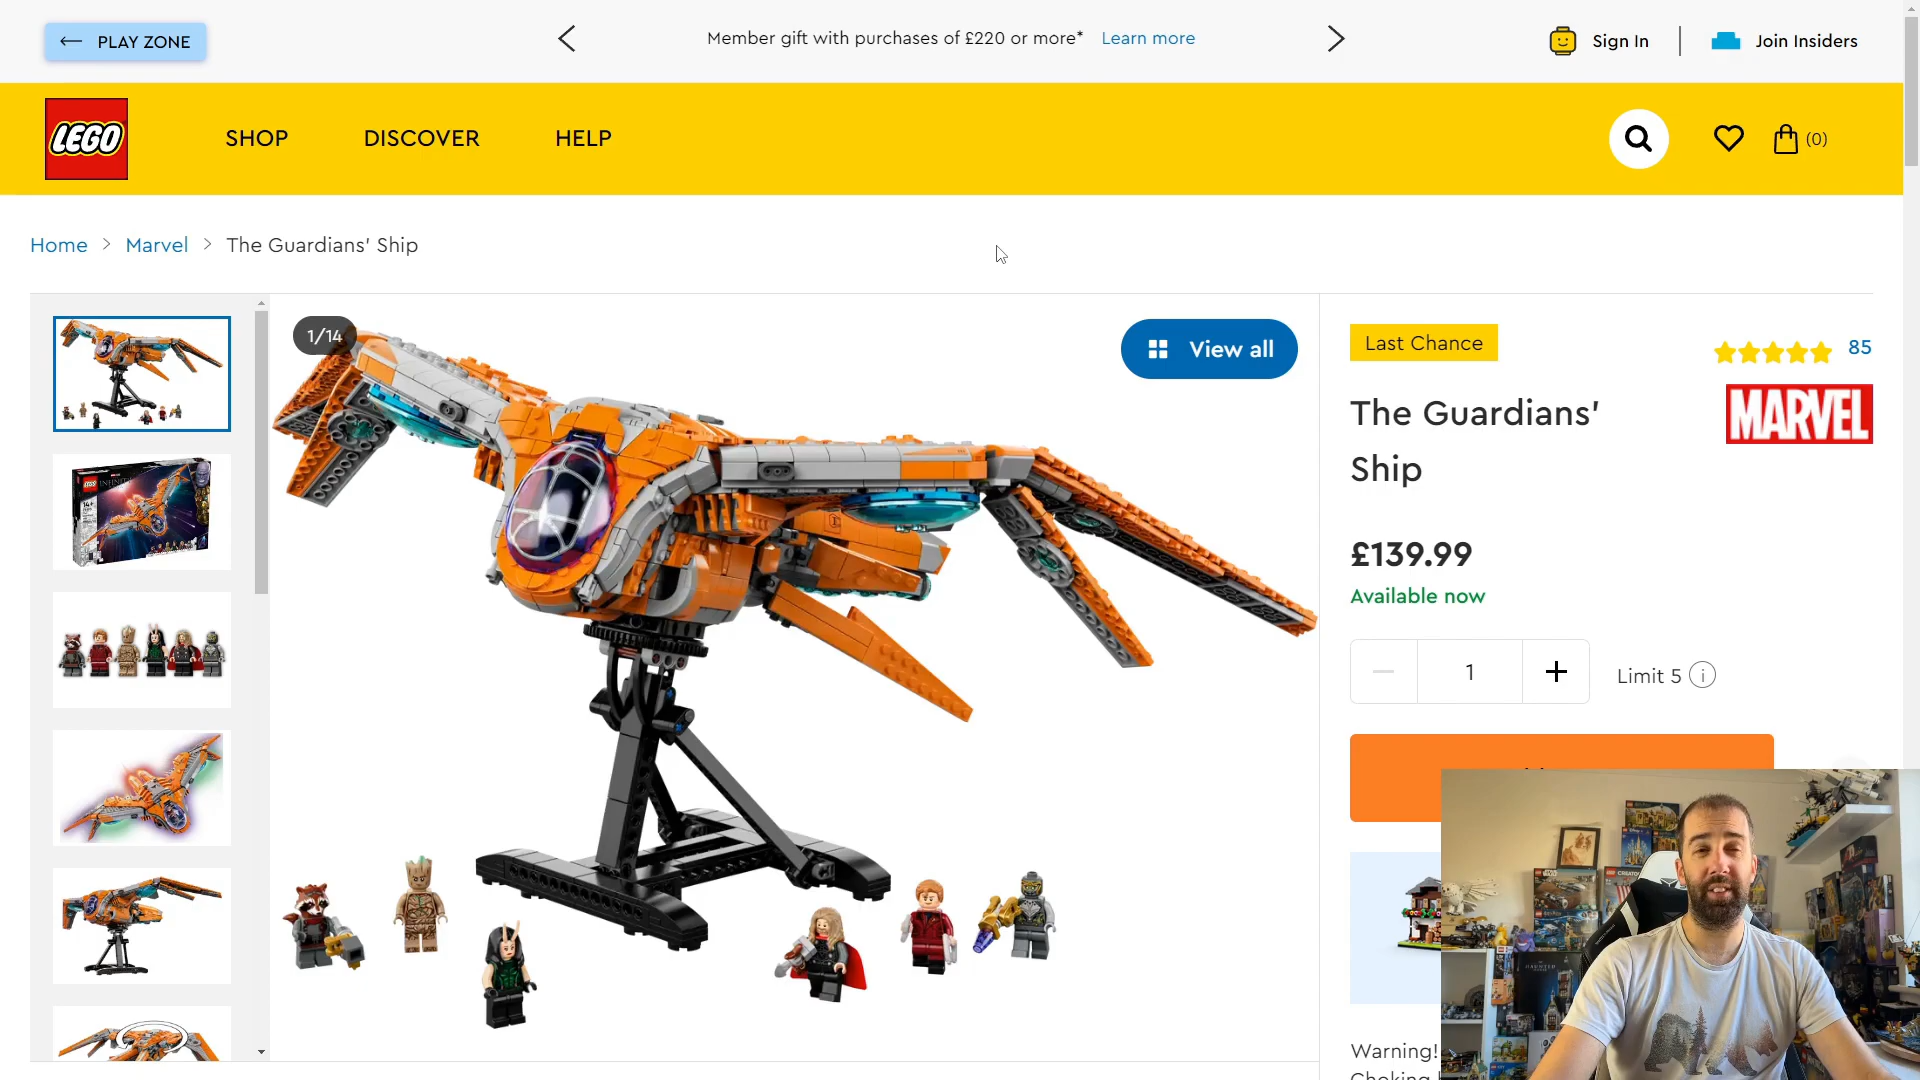 PLAY ZONE
Member gift with purchases of £220 or more* Learn more
Sign In
Join Insiders
LEGO
SHOP
DISCOVER
HELP
(0)
Home > Marvel > The Guardians' Ship
1/14
View all
Last Chance
85
The Guardians'
Ship
MARVEL
£139.99
Available now
1
Limit 5
Warning!